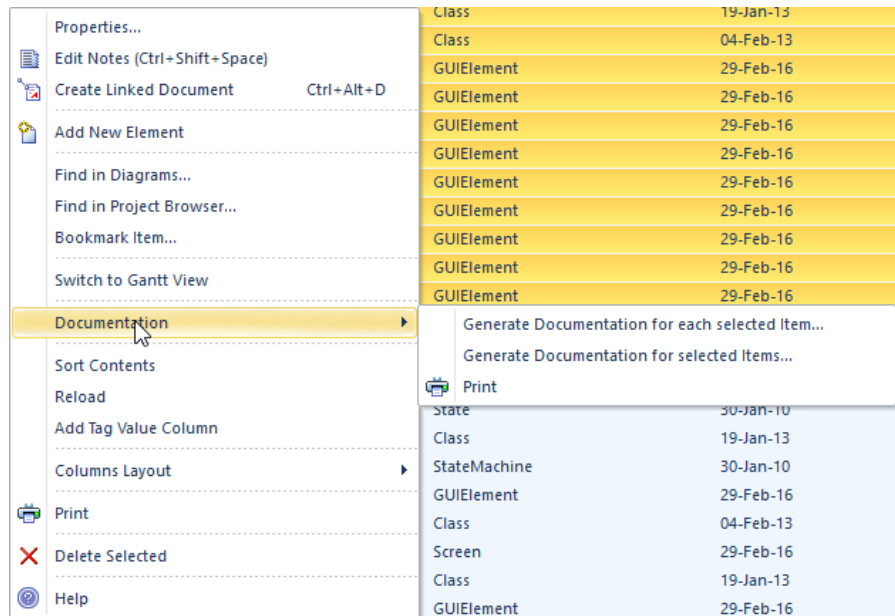 Properties...
Edit Notes (Ctrl+Shift+Space)
Create Linked Document Ctrl+Alt+D
Add New Element
Find in Diagrams...
Find in Project Browser...
Bookmark Item...
Switch to Gantt View
Documentation
Sort Contents
Reload
Add Tag Value Column
Columns Layout
Print
Delete Selected
Help
Class 19-Jan-13
Class 04-Feb-13
GUIElement 29-Feb-16
GUIElement 29-Feb-16
GUIElement 29-Feb-16
GUIElement 29-Feb-16
GUIElement 29-Feb-16
GUIElement 29-Feb-16
GUIElement 29-Feb-16
GUIElement 29-Feb-16
GUIElement 29-Feb-16
Generate Documentation for each selected Item...
Generate Documentation for selected Items...
Print
State 30-Jan-10
Class 19-Jan-13
StateMachine 30-Jan-10
GUIElement 29-Feb-16
Class 04-Feb-13
Screen 29-Feb-16
Class 19-Jan-13
GUIElement 29-Feb-16